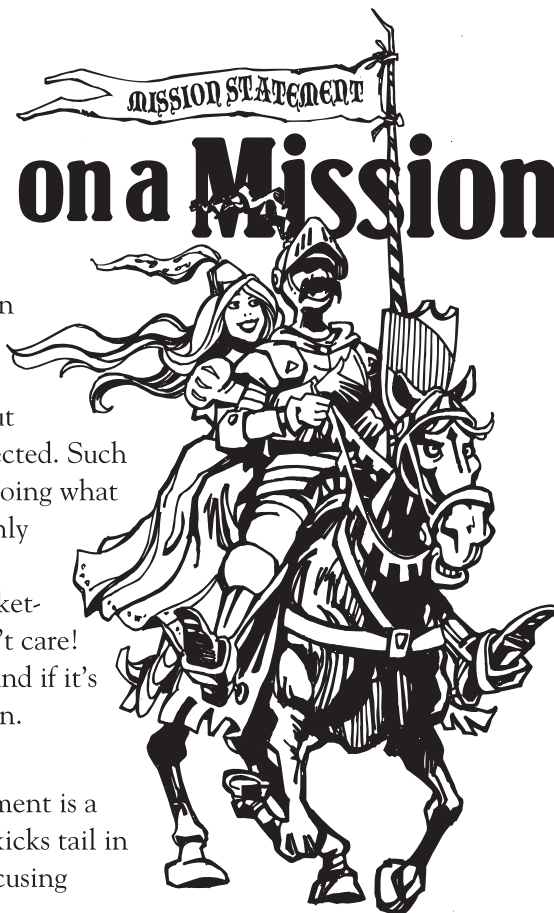 MISSION STATEMENT
on a Mission
n
ut
ected. Such
oing what
nly
ket-
't care!
nd if it's
n.
ment is a
kicks tail in
cusing